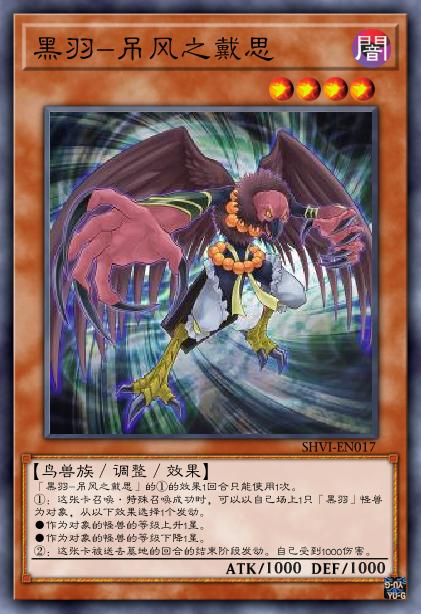 黑羽-吊风之戴思
闇
SHVI-EN017
【鸟兽族／调整／效果】
「黑羽-吊风之戴思」的①的效果1回合只能使用1次。
①：这张卡召唤·特殊召唤成功时，可以以自己场上1只「黑羽」怪兽
为对象，从以下效果选择1个发动。
●作为对象的怪兽的等级上升1星。
●作为对象的怪兽的等级下降1星。
②：这张卡被送去墓地的回合的结束阶段发动。自己受到1000伤害。
ATK/1000 DEF/1000